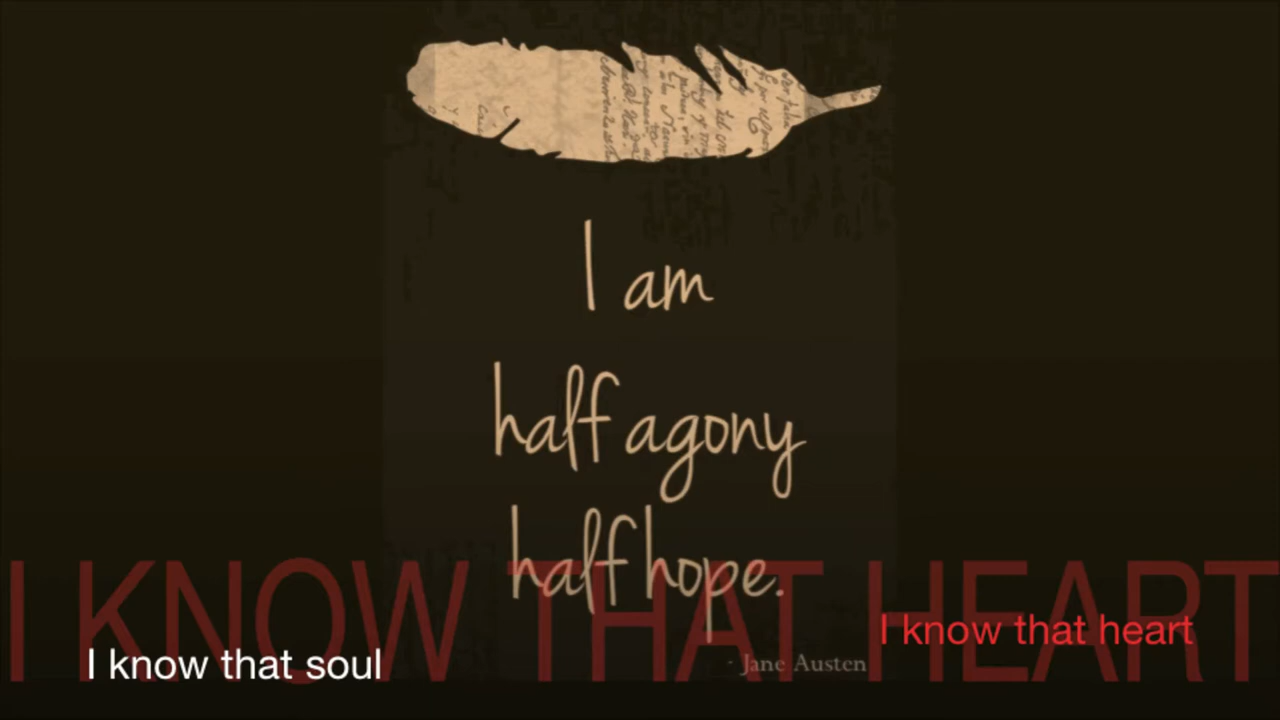 I am
half agony
half hope.
I KNOW THAT HEART
I know that heart
I know that soul
- Jane Austen